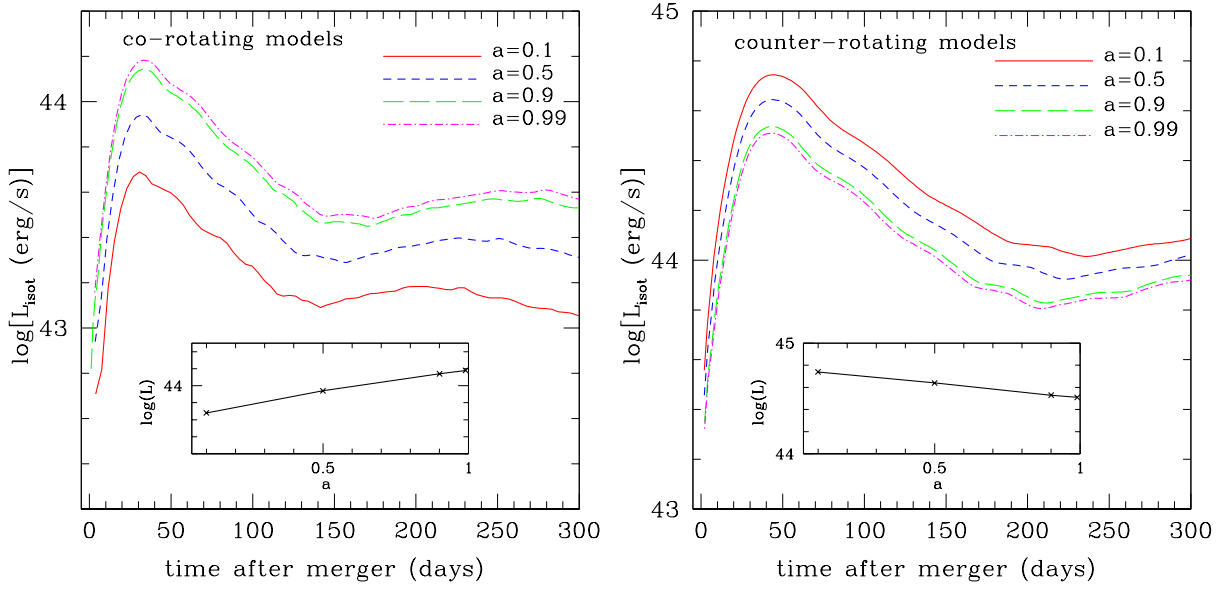 co-rotating models
a=0.1
a=0.5
a=0.9
a=0.99
log[L_isot (erg/s)]
44
43
log(L)
44
0.5
1
a
0
50
100
150
200
250
300
time after merger (days)
counter-rotating models
a=0.1
a=0.5
a=0.9
a=0.99
log[L_isot (erg/s)]
45
44
43
log(L)
45
44
0.5
1
a
0
50
100
150
200
250
300
time after merger (days)